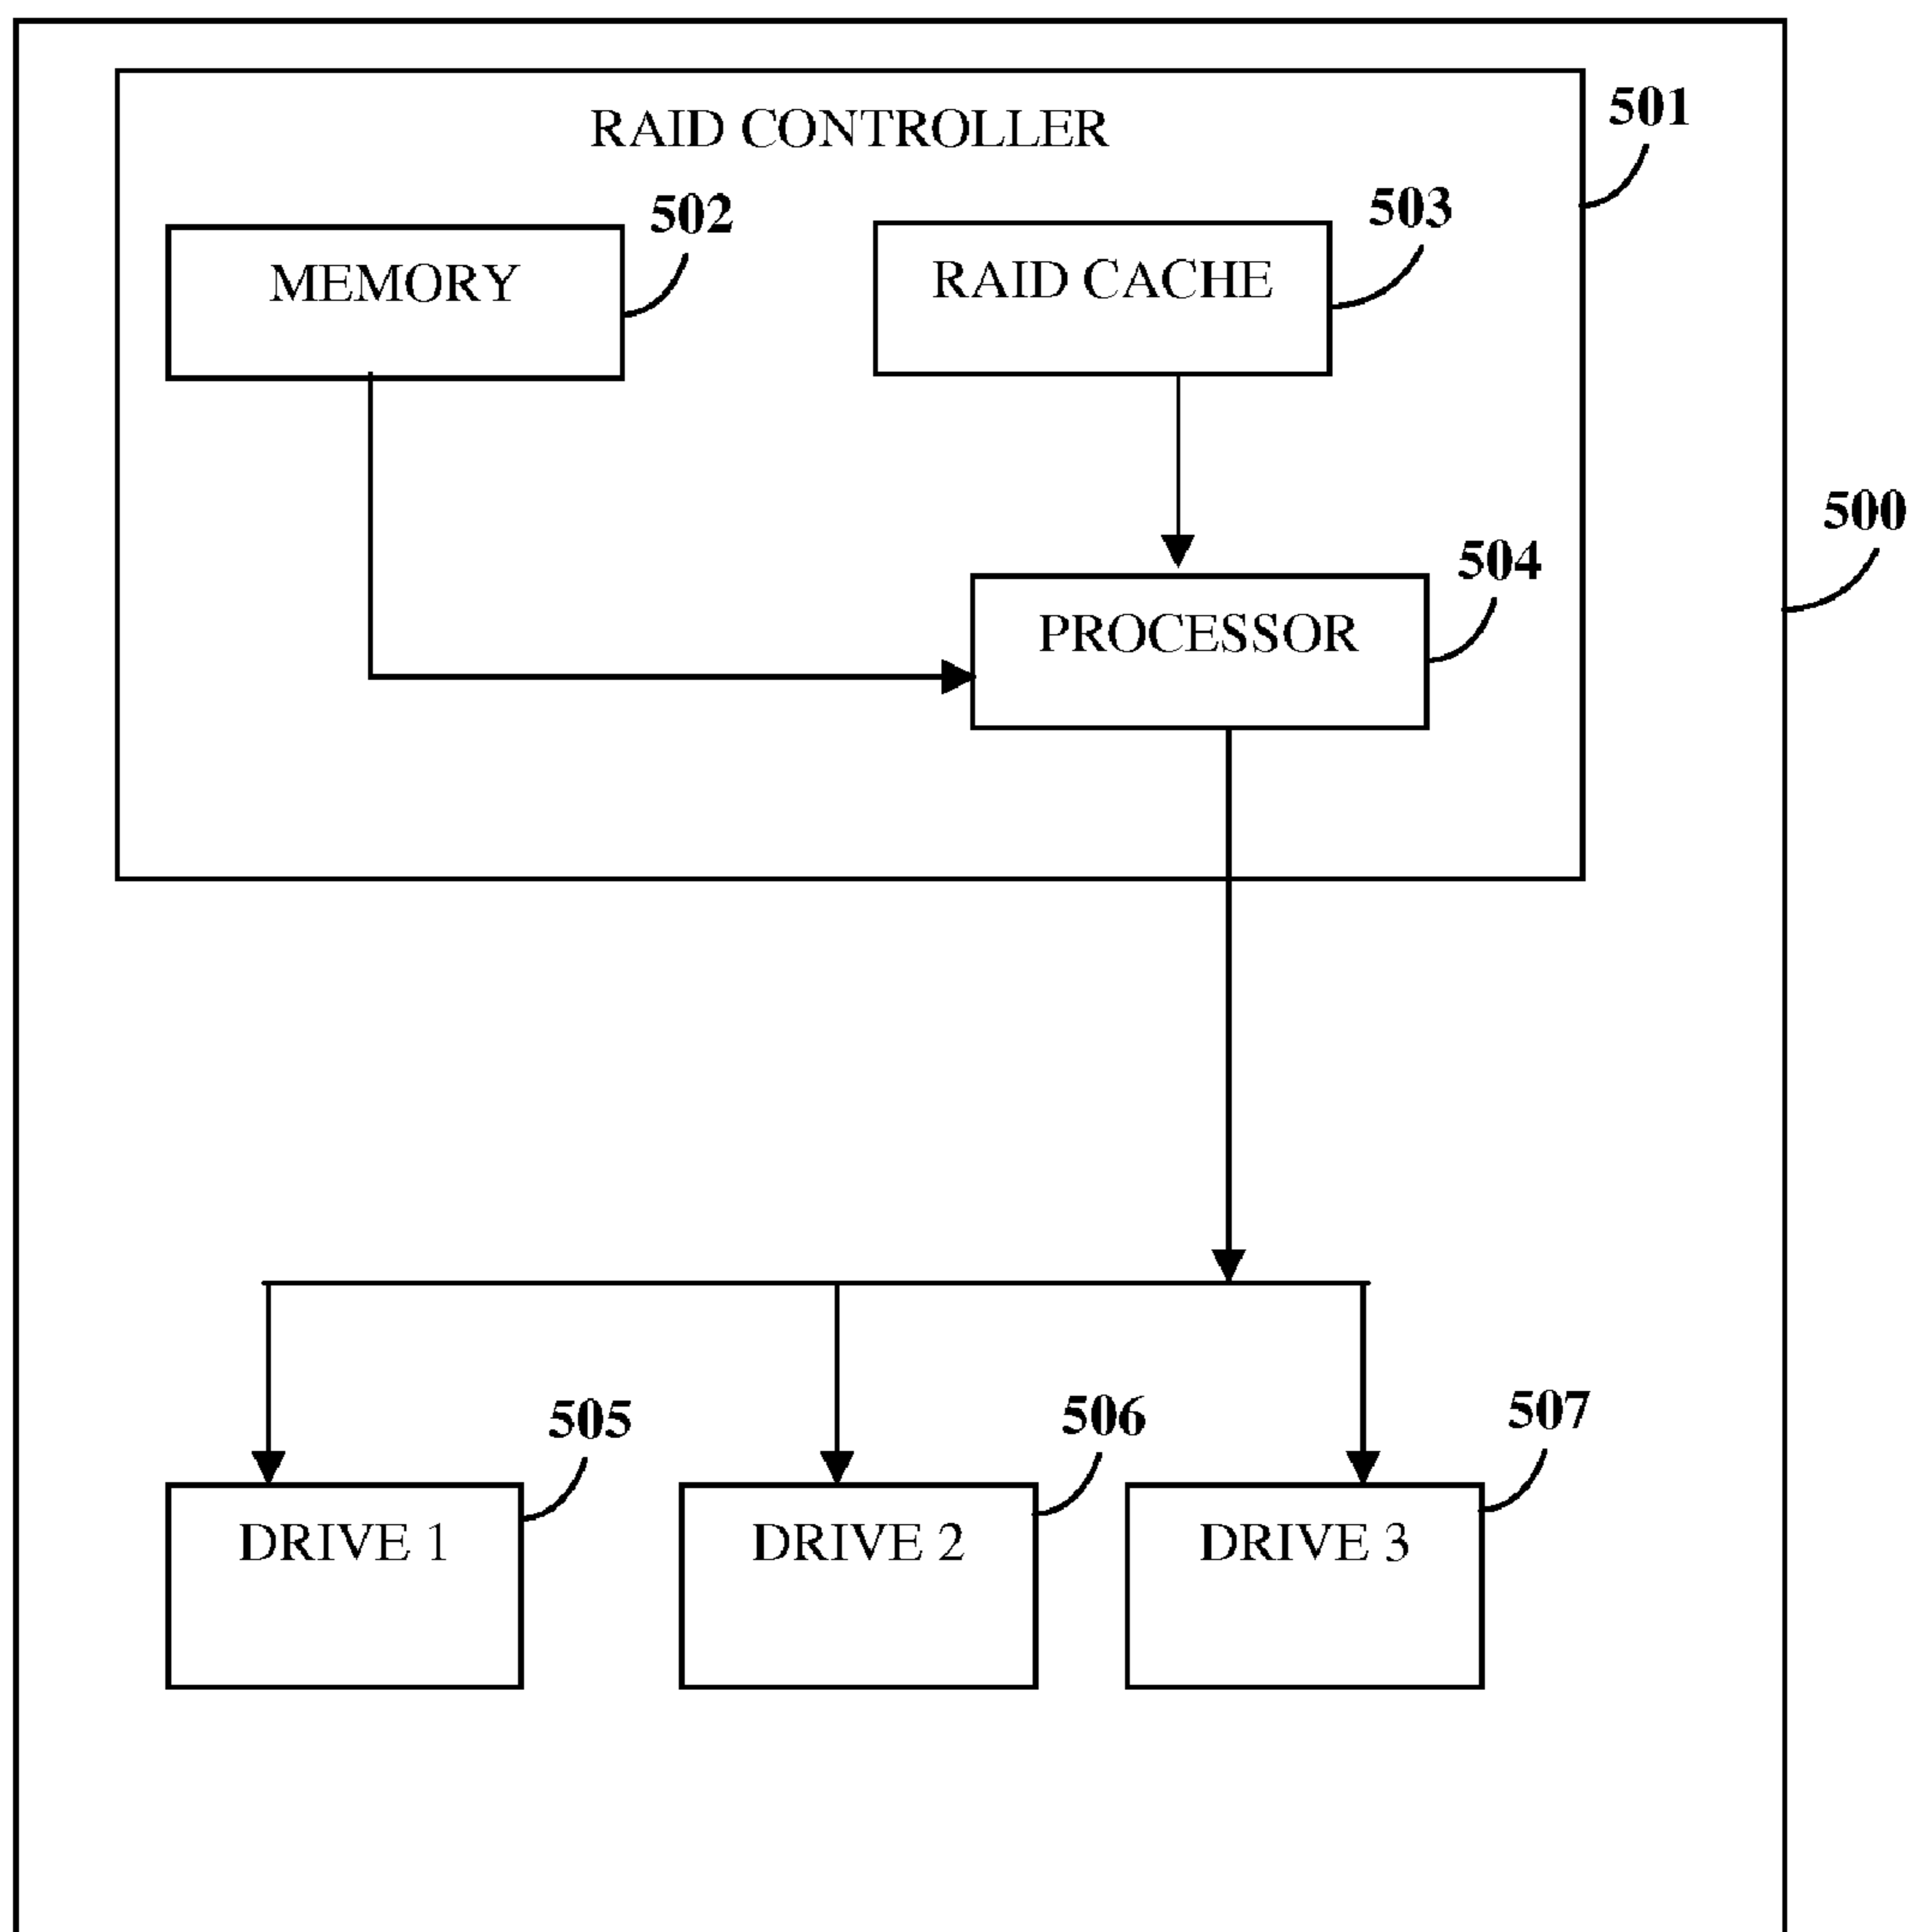 RAID CONTROLLER
501
502
503
MEMORY
RAID CACHE
500
504
PROCESSOR
505
506
507
DRIVE 1
DRIVE 2
DRIVE 3